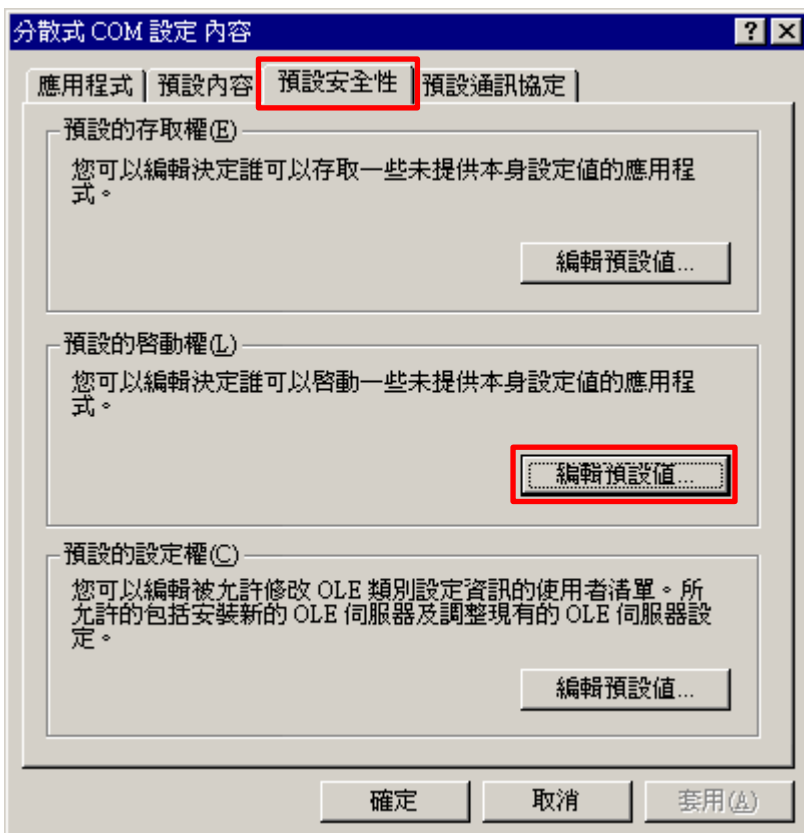 分散式 COM 設定 內容
應用程式 預設內容 預設安全性 預設通訊協定
預設的存取權(E)
您可以編輯決定誰可以存取一些未提供本身設定值的應用程
式。
編輯預設值...
預設的啓動權(L)
您可以編輯決定誰可以啓動一些未提供本身設定值的應用程
式。
編輯預設值...
預設的設定權(C)
您可以編輯被允許修改 OLE 類別設定資訊的使用者清單。所
允許的包括安裝新的 OLE 伺服器及調整現有的 OLE 伺服器設
定。
編輯預設值...
確定 取消 套用(A)